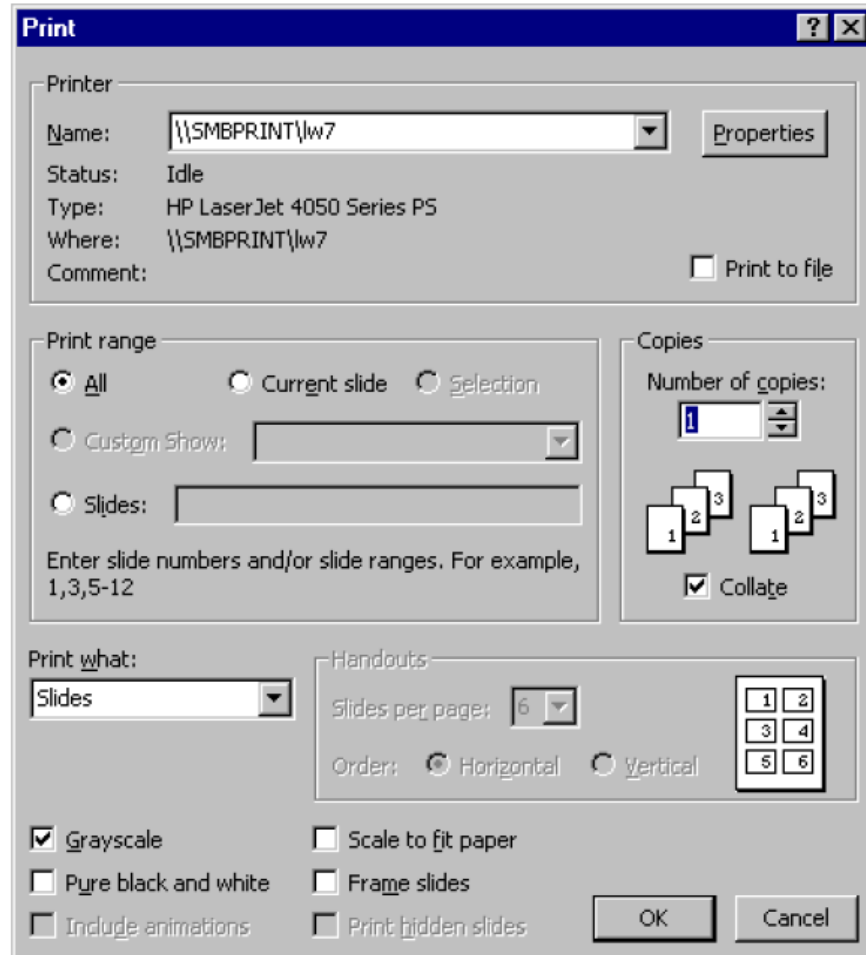 Print
Printer
Name: \\SMBPRINT\lw7 Properties
Status: Idle
Type: HP LaserJet 4050 Series PS
Where: \\SMBPRINT\lw7
Comment: Print to file
Print range
All Current slide Selection
Custom Show:
Slides:
Enter slide numbers and/or slide ranges. For example,
1,3,5-12
Copies
Number of copies:
1
1 2 3 1 2 3
Collate
Print what:
Slides
Handouts
Slides per page: 6
Order: Horizontal Vertical
1 2
3 4
5 6
Grayscale Scale to fit paper
Pure black and white Frame slides
Include animations Print hidden slides
OK Cancel